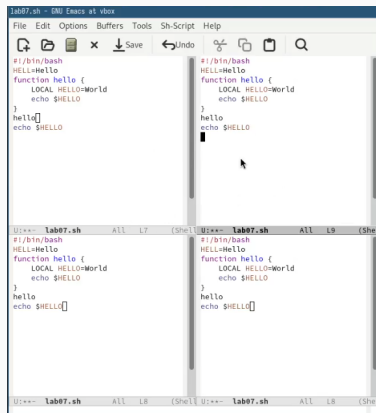 lab07.sh - GNU Emacs at vbox
File Edit Options Buffers Tools Sh-Script Help
Save Undo
#!/bin/bash
HELL=Hello
function hello {
LOCAL HELLO=World
echo $HELLO
}
hello
echo $HELLO
U:**- lab07.sh All L7 (Shell
#!/bin/bash
HELL=Hello
function hello {
LOCAL HELLO=World
echo $HELLO
}
hello
echo $HELLO
U:**- lab07.sh All L9 (She
#!/bin/bash
HELL=Hello
function hello {
LOCAL HELLO=World
echo $HELLO
}
hello
echo $HELLO
U:**- lab07.sh All L8 (Shell
#!/bin/bash
HELL=Hello
function hello {
LOCAL HELLO=World
echo $HELLO
}
hello
echo $HELLO
U:**- lab07.sh All L8 (She